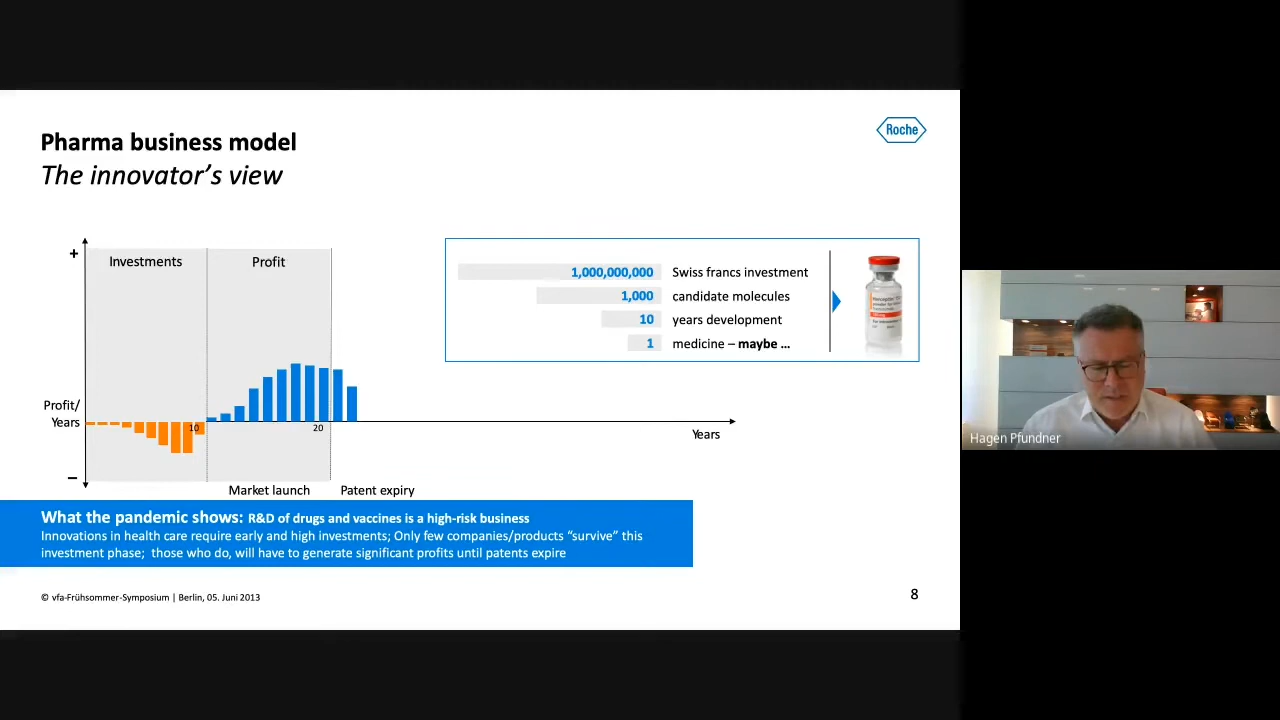 Pharma business model
The innovator's view
Roche
+
Investments
Profit
Profit/
Years
10
20
Years
–
Market launch
Patent expiry
1,000,000,000 Swiss francs investment
1,000 candidate molecules
10 years development
1 medicine – maybe ...
What the pandemic shows: R&D of drugs and vaccines is a high-risk business
Innovations in health care require early and high investments; Only few companies/products “survive” this
investment phase; those who do, will have to generate significant profits until patents expire
© vfa-Frühsommer-Symposium | Berlin, 05. Juni 2013
8
Hagen Pfundner